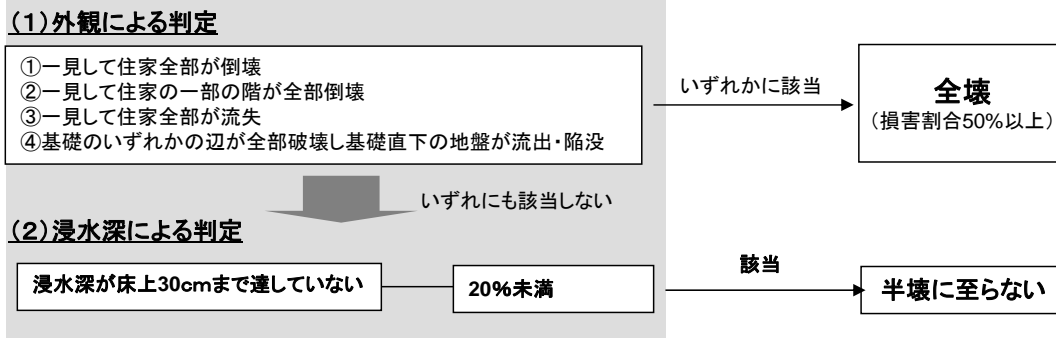 (1)外観による判定
①一見して住家全部が倒壊
②一見して住家の一部の階が全部倒壊
③一見して住家全部が流失
④基礎のいずれかの辺が全部破壊し基礎直下の地盤が流出・陥没
いずれかに該当
全壊
(損害割合50%以上)
いずれにも該当しない
(2)浸水深による判定
浸水深が床上30cmまで達していない
20%未満
該当
半壊に至らない